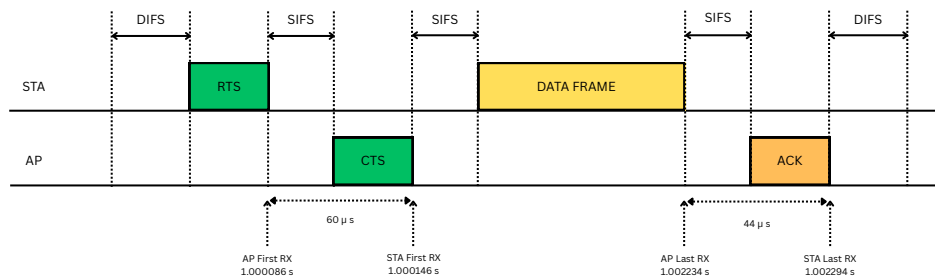 DIFS
SIFS
SIFS
SIFS
DIFS
STA
RTS
DATA FRAME
AP
CTS
ACK
60 μ s
44 μ s
AP First RX
1.000086 s
STA First RX
1.000146 s
AP Last RX
1.002234 s
STA Last RX
1.002294 s